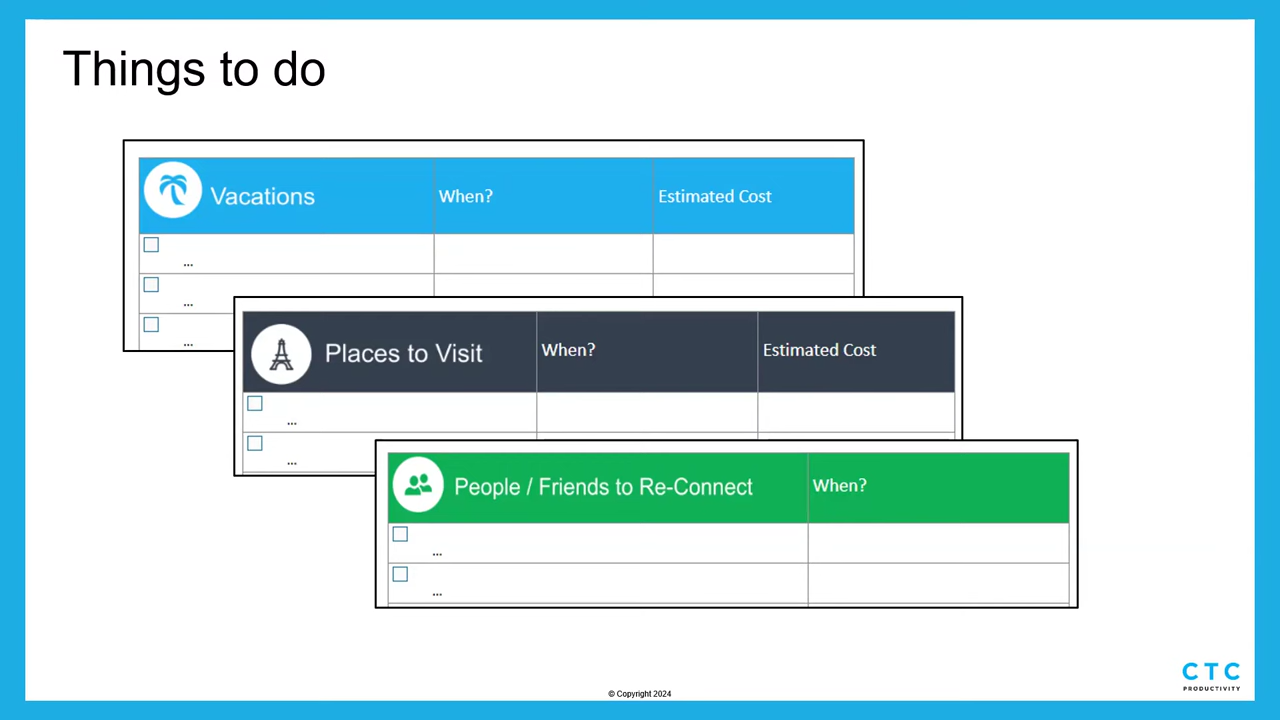 Things to do
Vacations When? Estimated Cost
...
...
...
Places to Visit When? Estimated Cost
...
...
People / Friends to Re-Connect When?
...
...
CTC
PRODUCTIVITY
© Copyright 2024